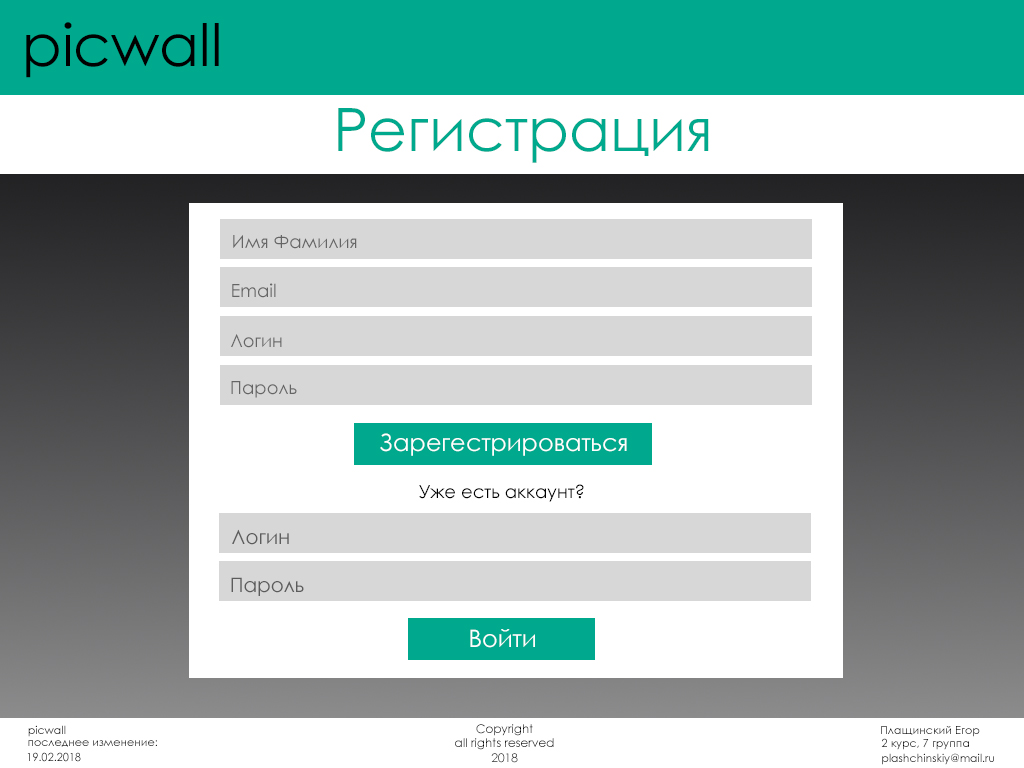 picwall
Регистрация
Имя Фамилия
Email
Логин
Пароль
Зарегестрироваться
Уже есть аккаунт?
Логин
Пароль
Войти
picwall
последнее изменение:
19.02.2018
Copyright
all rights reserved
2018
Плащинский Егор
2 курс, 7 группа
plashchinskiy@mail.ru